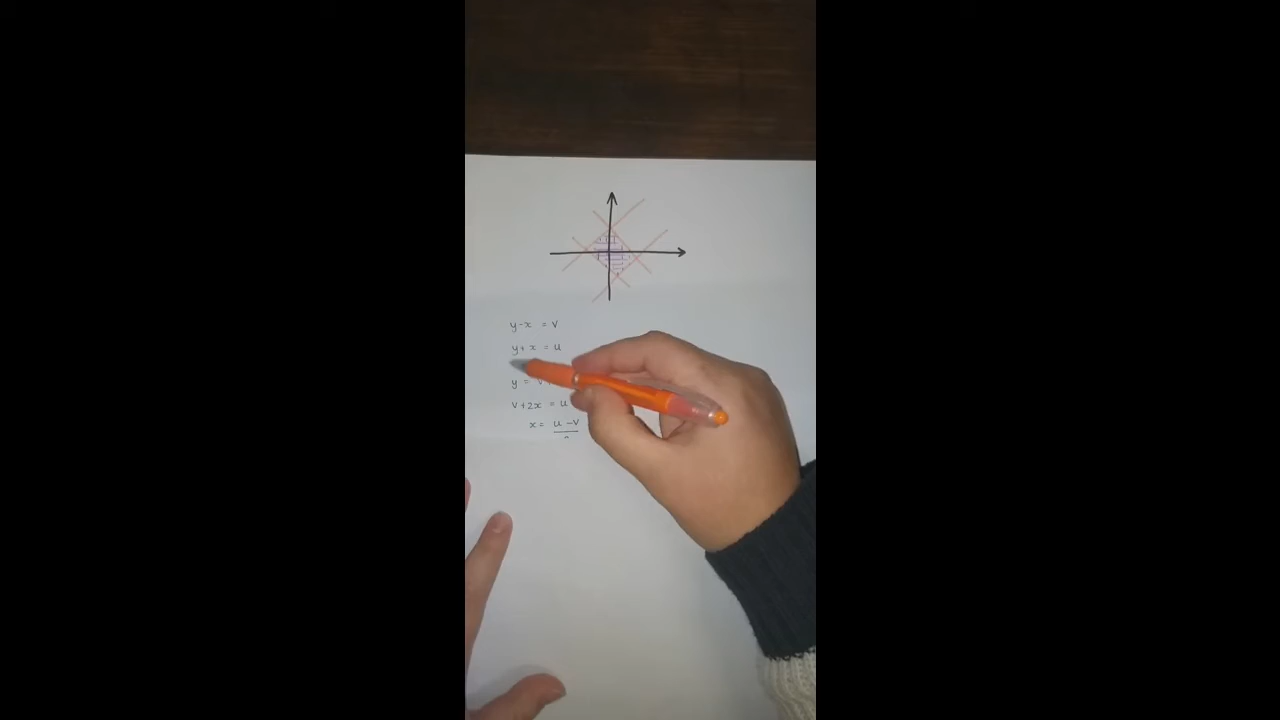 y-x = v
y+x = u
y = v
v+2x = u
x = u-v